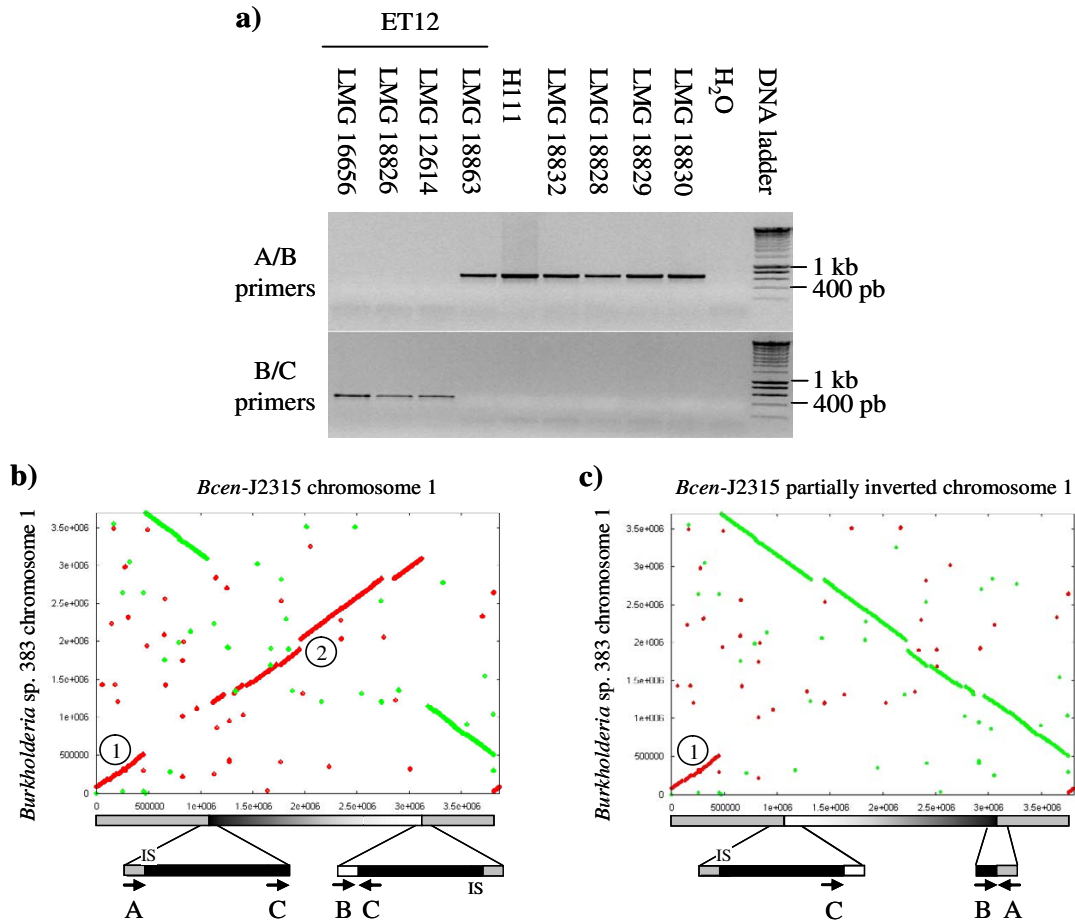 a)
ET12
LMG 16656
LMG 18826
LMG 12614
LMG 18863
H111
LMG 18832
LMG 18828
LMG 18829
LMG 18830
H2O
DNA ladder
A/B
primers
1 kb
400 pb
B/C
primers
1 kb
400 pb
b)
Bcen-J2315 chromosome 1
Burkholderia sp. 383 chromosome 1
3.5e+006
3e+006
2.5e+006
2e+006
1.5e+006
1e+006
500000
0
1
2
0
500000
1e+006
1.5e+006
2e+006
2.5e+006
3e+006
3.5e+006
IS
IS
A
C
B
C
c)
Bcen-J2315 partially inverted chromosome 1
Burkholderia sp. 383 chromosome 1
3.5e+006
3e+006
2.5e+006
2e+006
1.5e+006
1e+006
500000
0
1
0
500000
1e+006
1.5e+006
2e+006
2.5e+006
3e+006
3.5e+006
IS
C
B
A